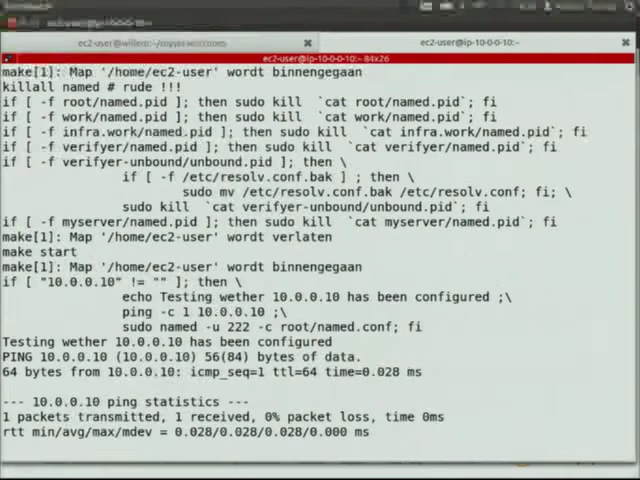 ec2-user@ip-10-0-0-10:~
ec2-user@ip-10-0-0-10:~ 84x26
make[1]: Map '/home/ec2-user' wordt binnengegaan
killall named # rude !!!
if [ -f root/named.pid ]; then sudo kill  `cat root/named.pid`; fi
if [ -f work/named.pid ]; then sudo kill  `cat work/named.pid`; fi
if [ -f infra.work/named.pid ]; then sudo kill  `cat infra.work/named.pid`; fi
if [ -f verifyer/named.pid ]; then sudo kill  `cat verifyer/named.pid`; fi
if [ -f verifyer-unbound/unbound.pid ]; then \
if [ -f /etc/resolv.conf.bak ] ; then \
sudo mv /etc/resolv.conf.bak /etc/resolv.conf; fi; \
sudo kill  `cat verifyer-unbound/unbound.pid`; fi
if [ -f myserver/named.pid ]; then sudo kill  `cat myserver/named.pid`; fi
make[1]: Map '/home/ec2-user' wordt verlaten
make start
make[1]: Map '/home/ec2-user' wordt binnengegaan
if [ "10.0.0.10" != "" ]; then \
echo Testing wether 10.0.0.10 has been configured ;\
ping -c 1 10.0.0.10 ;\
sudo named -u 222 -c root/named.conf; fi
Testing wether 10.0.0.10 has been configured
PING 10.0.0.10 (10.0.0.10) 56(84) bytes of data.
64 bytes from 10.0.0.10: icmp_seq=1 ttl=64 time=0.028 ms
--- 10.0.0.10 ping statistics ---
1 packets transmitted, 1 received, 0% packet loss, time 0ms
rtt min/avg/max/mdev = 0.028/0.028/0.028/0.000 ms